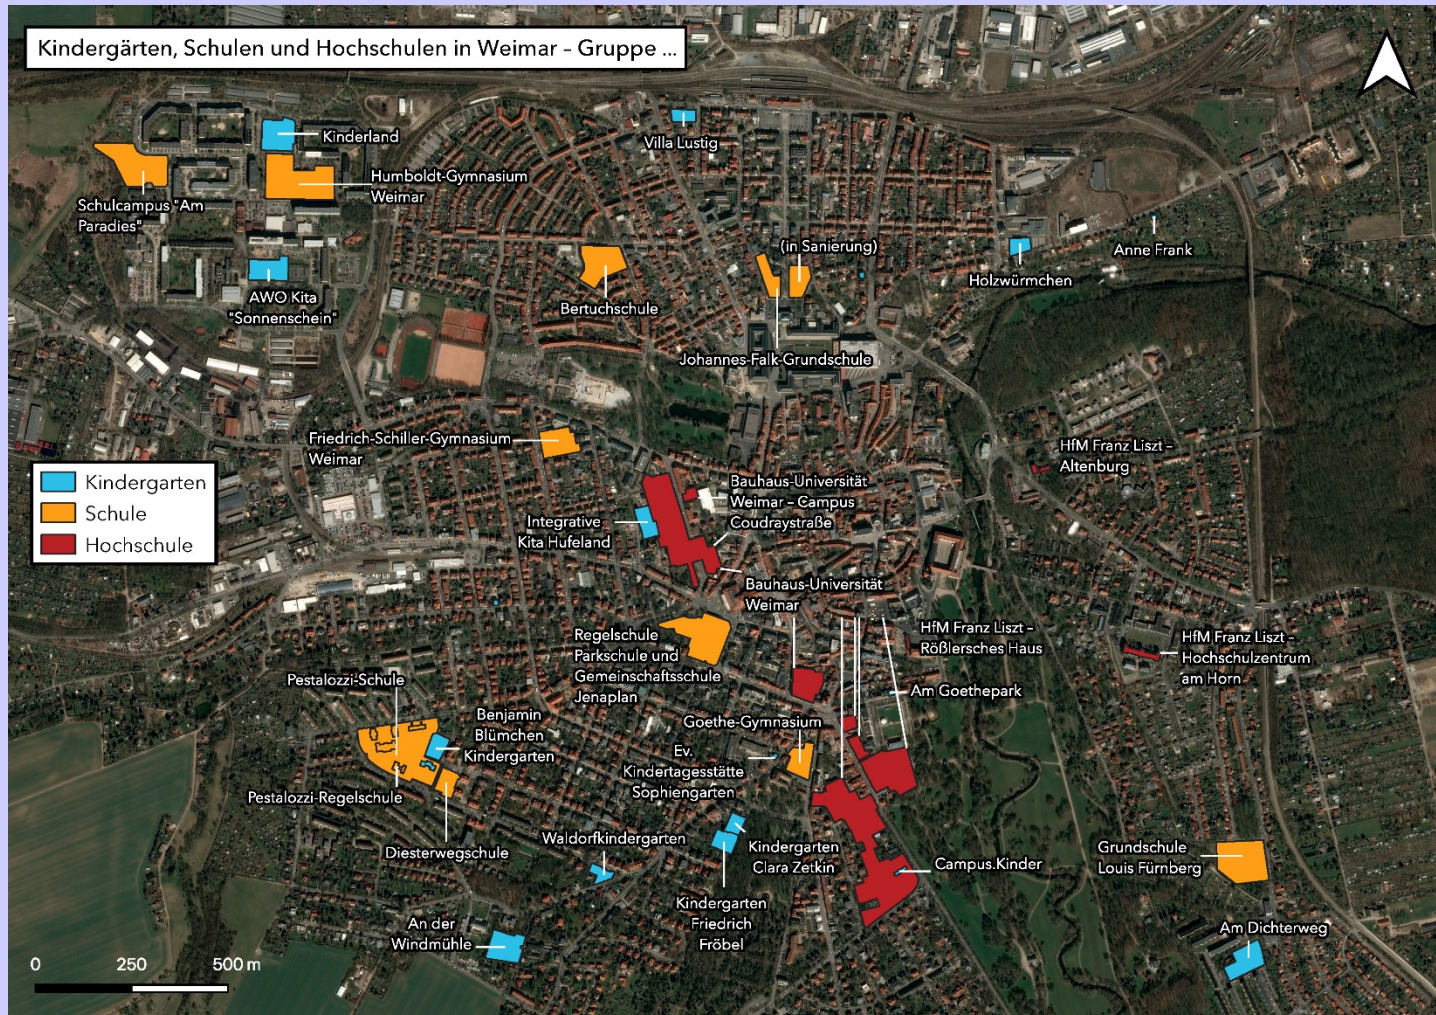 Kindergärten, Schulen und Hochschulen in Weimar – Gruppe ...
Kinderland
Villa Lustig
Humboldt-Gymnasium
Weimar
Schulcampus "Am
Paradies"
(in Sanierung)
Anne Frank
Holzwürmchen
AWO Kita
"Sonnenschein"
Bertuchschule
Johannes-Falk-Grundschule
Friedrich-Schiller-Gymnasium
Weimar
HfM Franz Liszt –
Altenburg
Kindergarten
Schule
Hochschule
Bauhaus-Universität
Weimar – Campus
Coudraystraße
Integrative
Kita Hufeland
Bauhaus-Universität
Weimar
Regelschule
Parkschule und
Gemeinschaftsschule
Jenaplan
HfM Franz Liszt –
Rößlersches Haus
HfM Franz Liszt –
Hochschulzentrum
am Horn
Pestalozzi-Schule
Am Goethepark
Benjamin
Blümchen
Kindergarten
Goethe-Gymnasium
Ev.
Kindertagesstätte
Sophiengarten
Pestalozzi-Regelschule
Diesterwegschule
Waldorfkindergarten
Kindergarten
Clara Zetkin
Campus.Kinder
Grundschule
Louis Fürnberg
Kindergarten
Friedrich
Fröbel
An der
Windmühle
Am Dichterweg
0 250 500 m